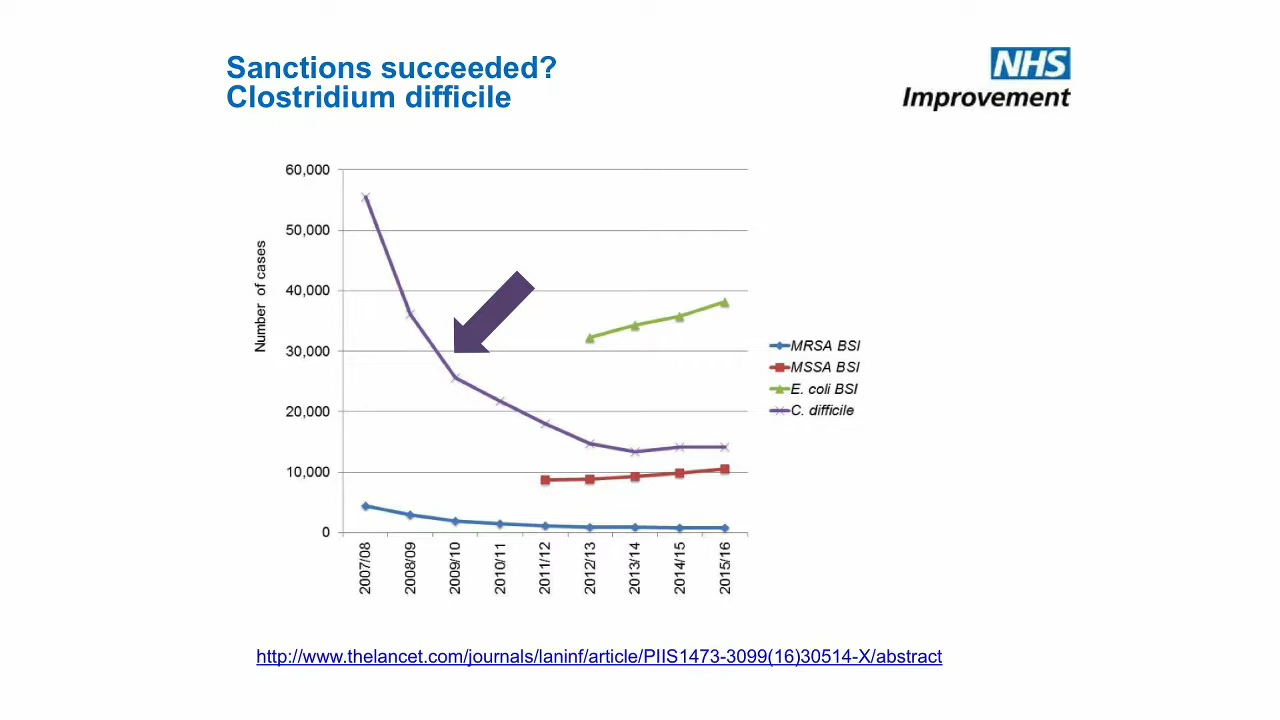 Sanctions succeeded?
Clostridium difficile
NHS
Improvement
60,000
50,000
40,000
30,000
20,000
10,000
0
Number of cases
2007/08
2008/09
2009/10
2010/11
2011/12
2012/13
2013/14
2014/15
2015/16
MRSA BSI
MSSA BSI
E. coli BSI
C. difficile
http://www.thelancet.com/journals/laninf/article/PIIS1473-3099(16)30514-X/abstract